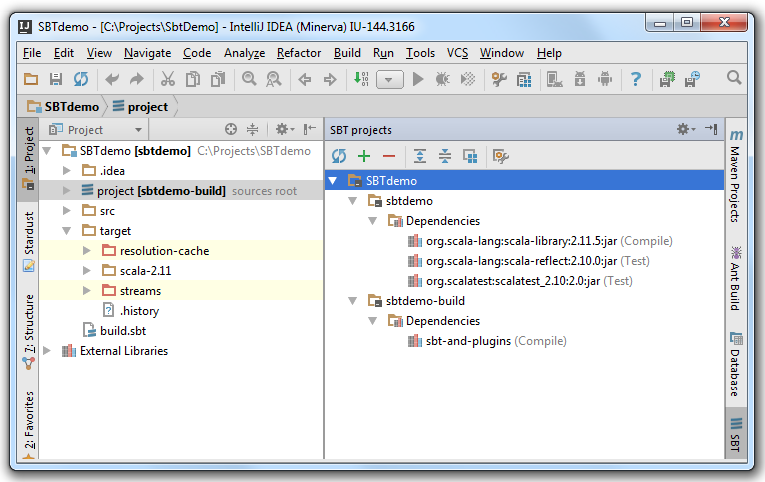 SBTdemo - [C:\Projects\SbtDemo] - IntelliJ IDEA (Minerva) IU-144.3166
File Edit View Navigate Code Analyze Refactor Build Run Tools VCS Window Help
SBTdemo project
1: Project
Stardust
7: Structure
2: Favorites
Project
SBTdemo [sbtdemo] C:\Projects\SBTdemo
.idea
project [sbtdemo-build] sources root
src
target
resolution-cache
scala-2.11
streams
.history
build.sbt
External Libraries
SBT projects
SBTdemo
sbtdemo
Dependencies
org.scala-lang:scala-library:2.11.5:jar (Compile)
org.scala-lang:scala-reflect:2.10.0:jar (Test)
org.scalatest:scalatest_2.10:2.0:jar (Test)
sbtdemo-build
Dependencies
sbt-and-plugins (Compile)
Maven Projects
Ant Build
Database
SBT